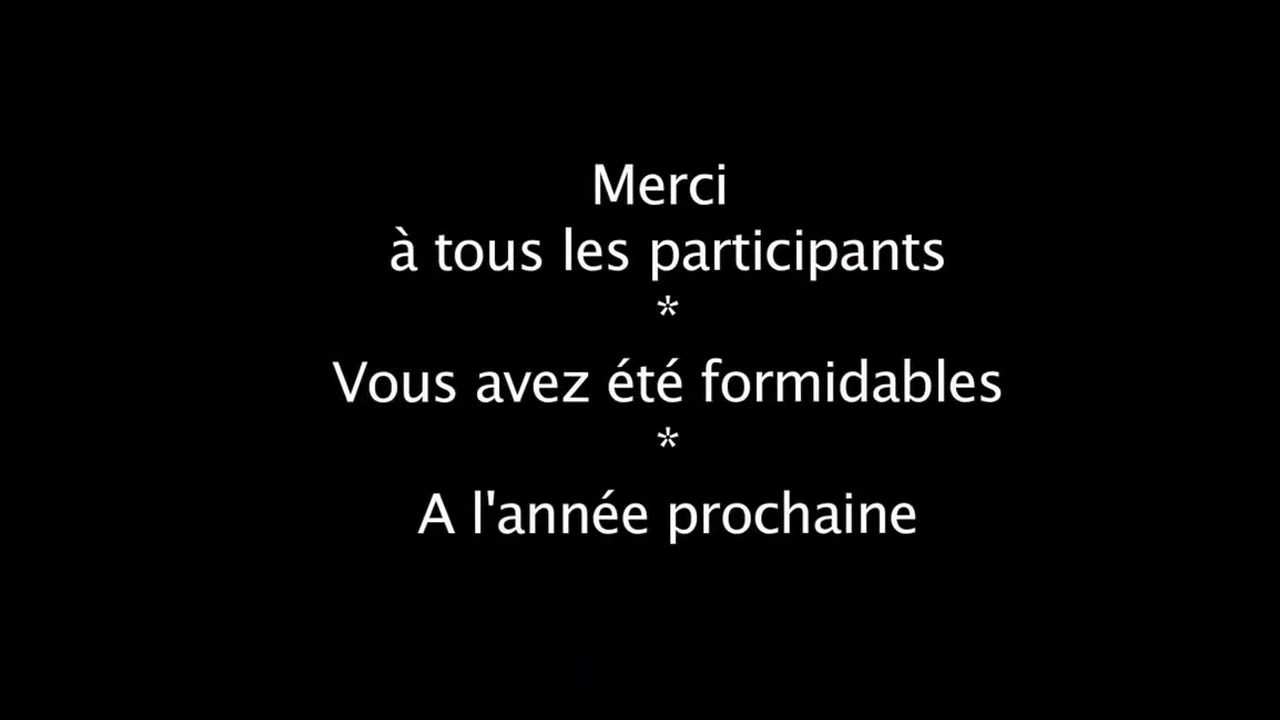 Merci
à tous les participants
*
Vous avez été formidables
*
A l'année prochaine